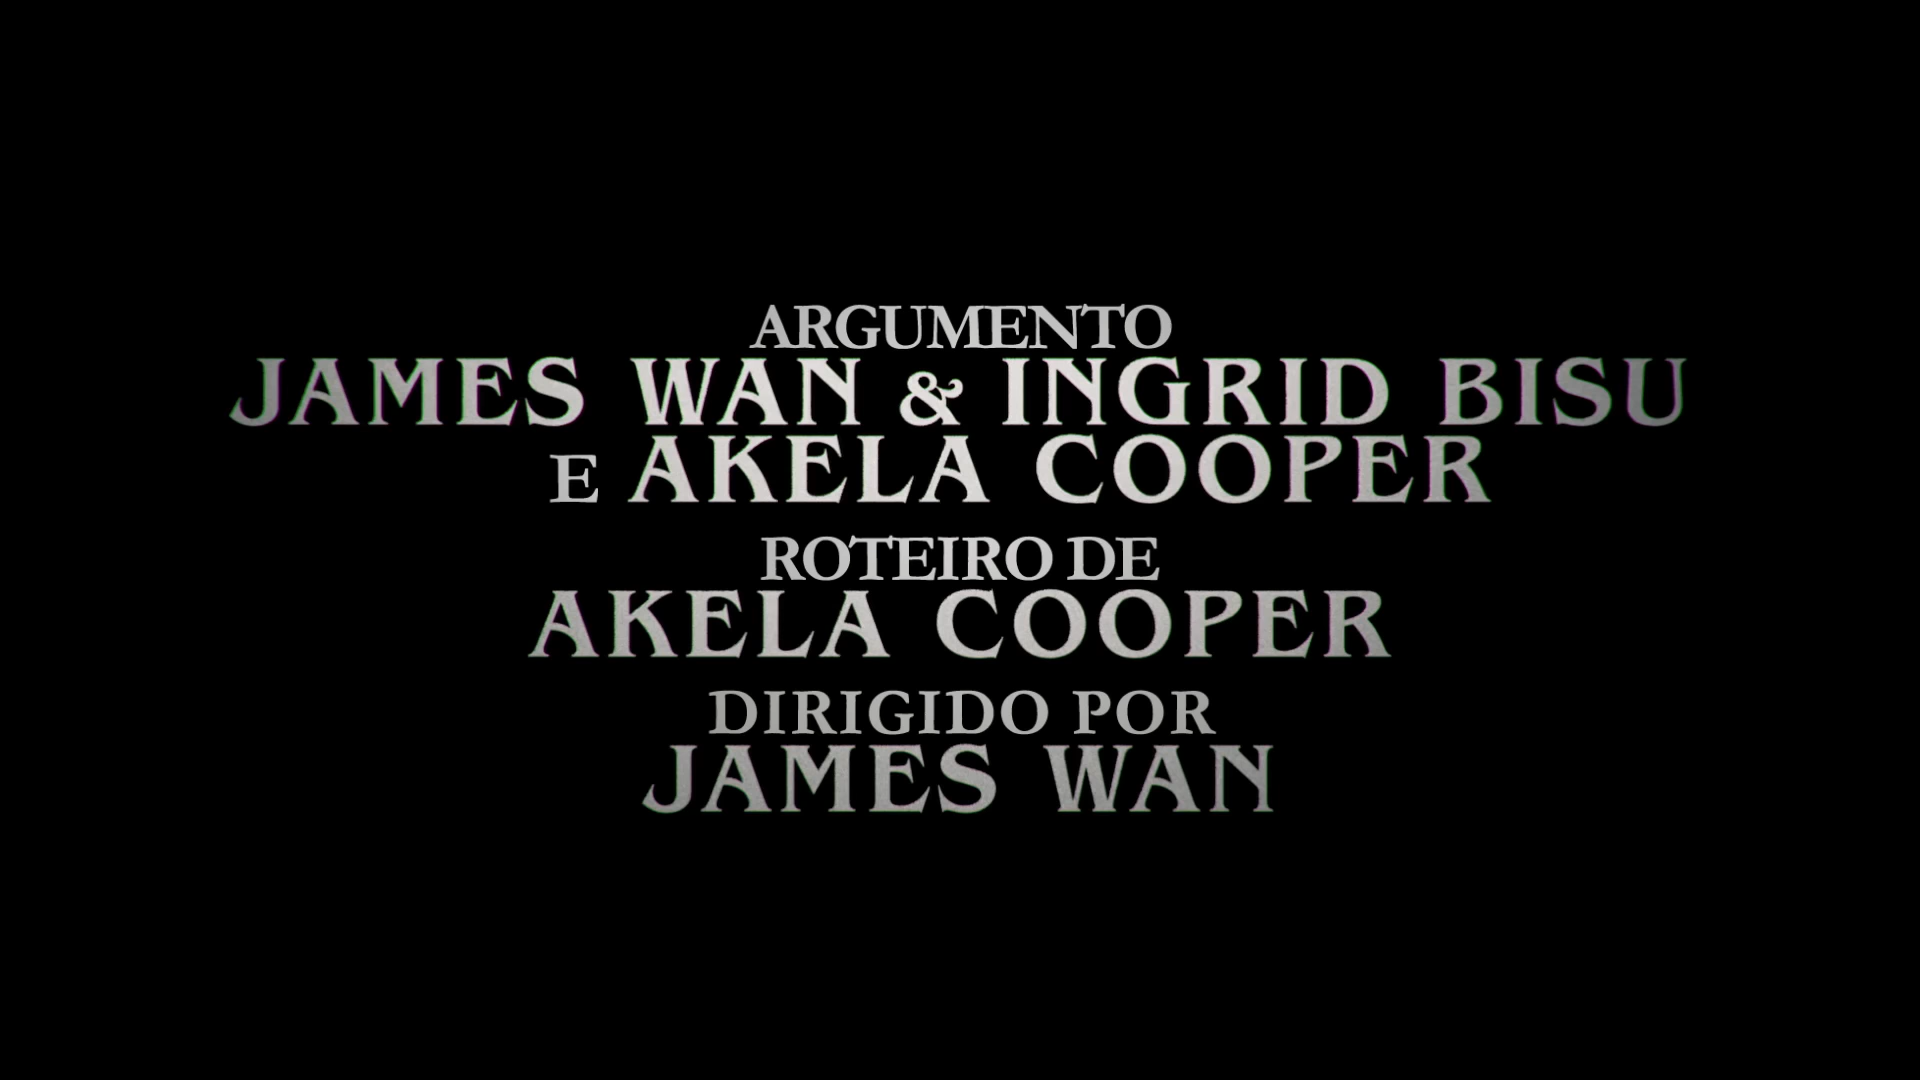 ARGUMENTO
JAMES WAN & INGRID BISU
E AKELA COOPER
ROTEIRO DE
AKELA COOPER
DIRIGIDO POR
JAMES WAN